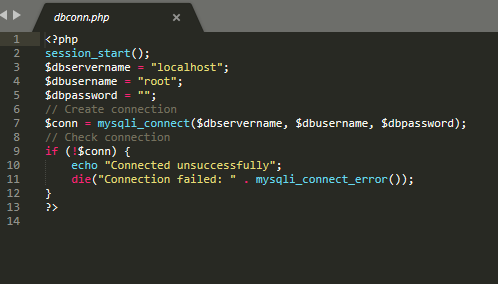 dbconn.php
1 <?php
2 session_start();
3 $dbservername = "localhost";
4 $dbusername = "root";
5 $dbpassword = "";
6 // Create connection
7 $conn = mysqli_connect($dbservername, $dbusername, $dbpassword);
8 // Check connection
9 if (!$conn) {
10 echo "Connected unsuccessfully";
11 die("Connection failed: " . mysqli_connect_error());
12 }
13 ?>
14